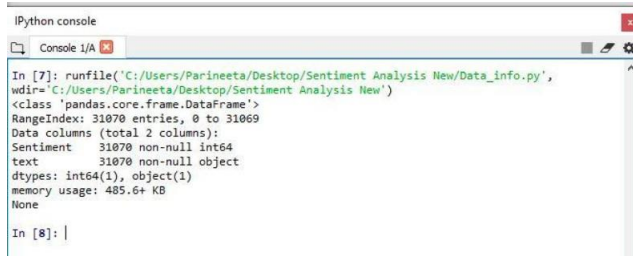 IPython console
Console 1/A
In [7]: runfile('C:/Users/Parineeta/Desktop/Sentiment Analysis New/Data_info.py',
wdir='C:/Users/Parineeta/Desktop/Sentiment Analysis New')
<class 'pandas.core.frame.DataFrame'>
RangeIndex: 31070 entries, 0 to 31069
Data columns (total 2 columns):
Sentiment    31070 non-null int64
text         31070 non-null object
dtypes: int64(1), object(1)
memory usage: 485.6+ KB
None
In [8]: